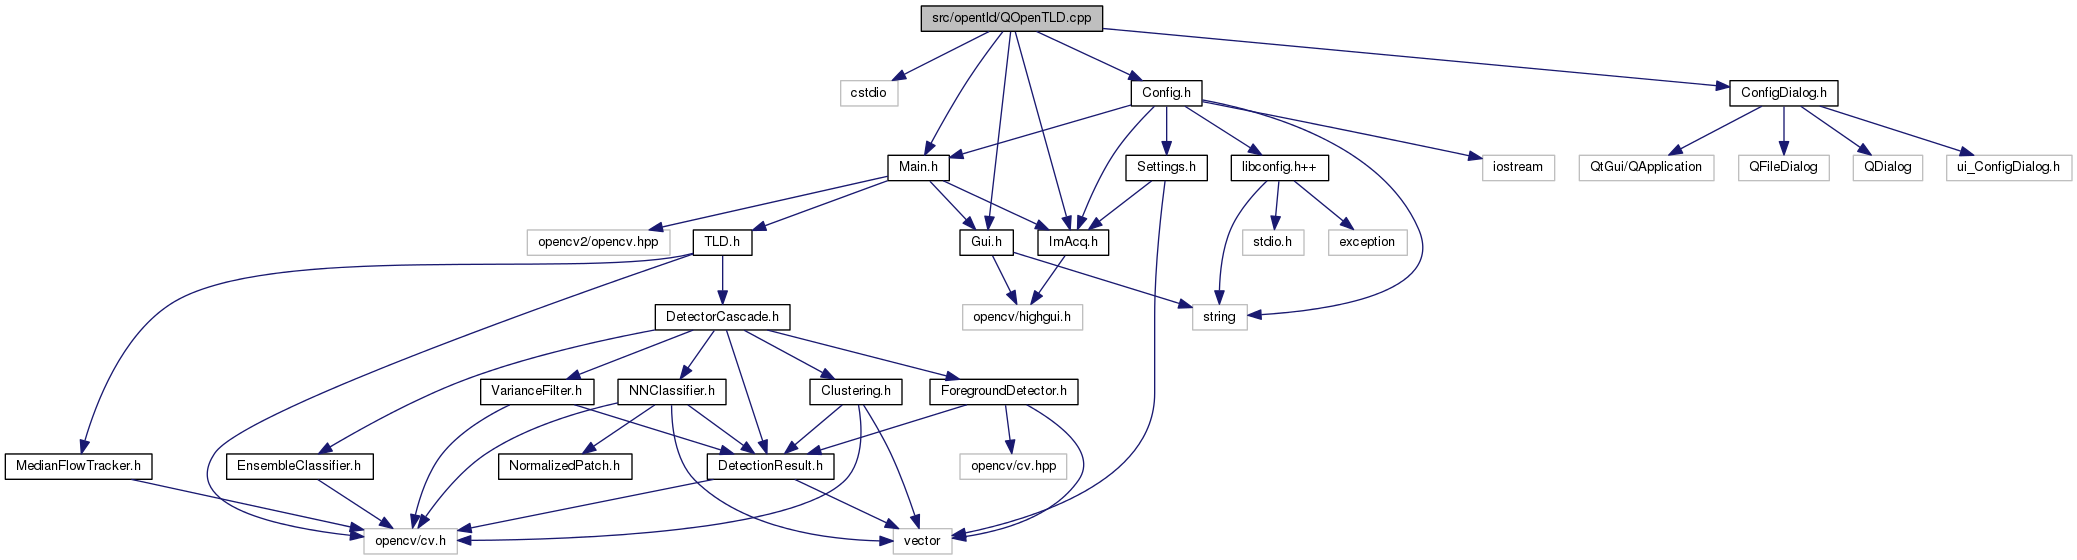 src/opentld/QOpenTLD.cpp
cstdio
Config.h
ConfigDialog.h
Main.h
Settings.h
libconfig.h++
iostream
QtGui/QApplication
QFileDialog
QDialog
ui_ConfigDialog.h
opencv2/opencv.hpp
TLD.h
Gui.h
ImAcq.h
stdio.h
exception
DetectorCascade.h
opencv/highgui.h
string
VarianceFilter.h
NNClassifier.h
Clustering.h
ForegroundDetector.h
MedianFlowTracker.h
EnsembleClassifier.h
NormalizedPatch.h
DetectionResult.h
opencv/cv.hpp
opencv/cv.h
vector